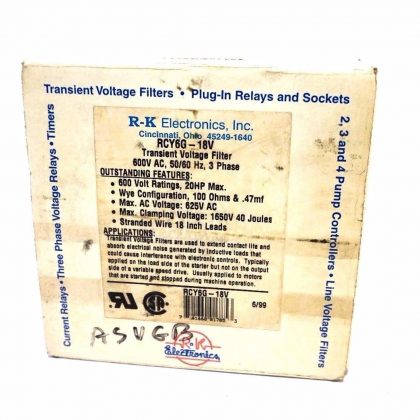 Transient Voltage Filters • Plug-In Relays and Sockets
2, 3 and 4 Pump Controllers • Line Voltage Filters
Current Relays • Three Phase Voltage Relays • Timers
R-K Electronics, Inc.
Cincinnati, Ohio 45249-1640
RCY6G-18V
Transient Voltage Filter
600V AC, 50/60 Hz, 3 Phase
OUTSTANDING FEATURES:
• 600 Volt Ratings, 20HP Max.
• Wye Configuration, 100 Ohms & .47mf
• Max. AC Voltage: 625V AC
• Max. Clamping Voltage: 1650V 40 Joules
• Stranded Wire 18 Inch Leads
APPLICATIONS:
Transient Voltage Filters are used to extend contact life and
absorb electrical noise generated by inductive loads that
could cause interference with electronic controls. Typically
applied on the load side of the starter but not on the output
side of a variable speed drive. Usually applied to motors that
are started and stopped during machine operation.
RCY6G-18V
6/99
ASVGB
R-K
Electronics